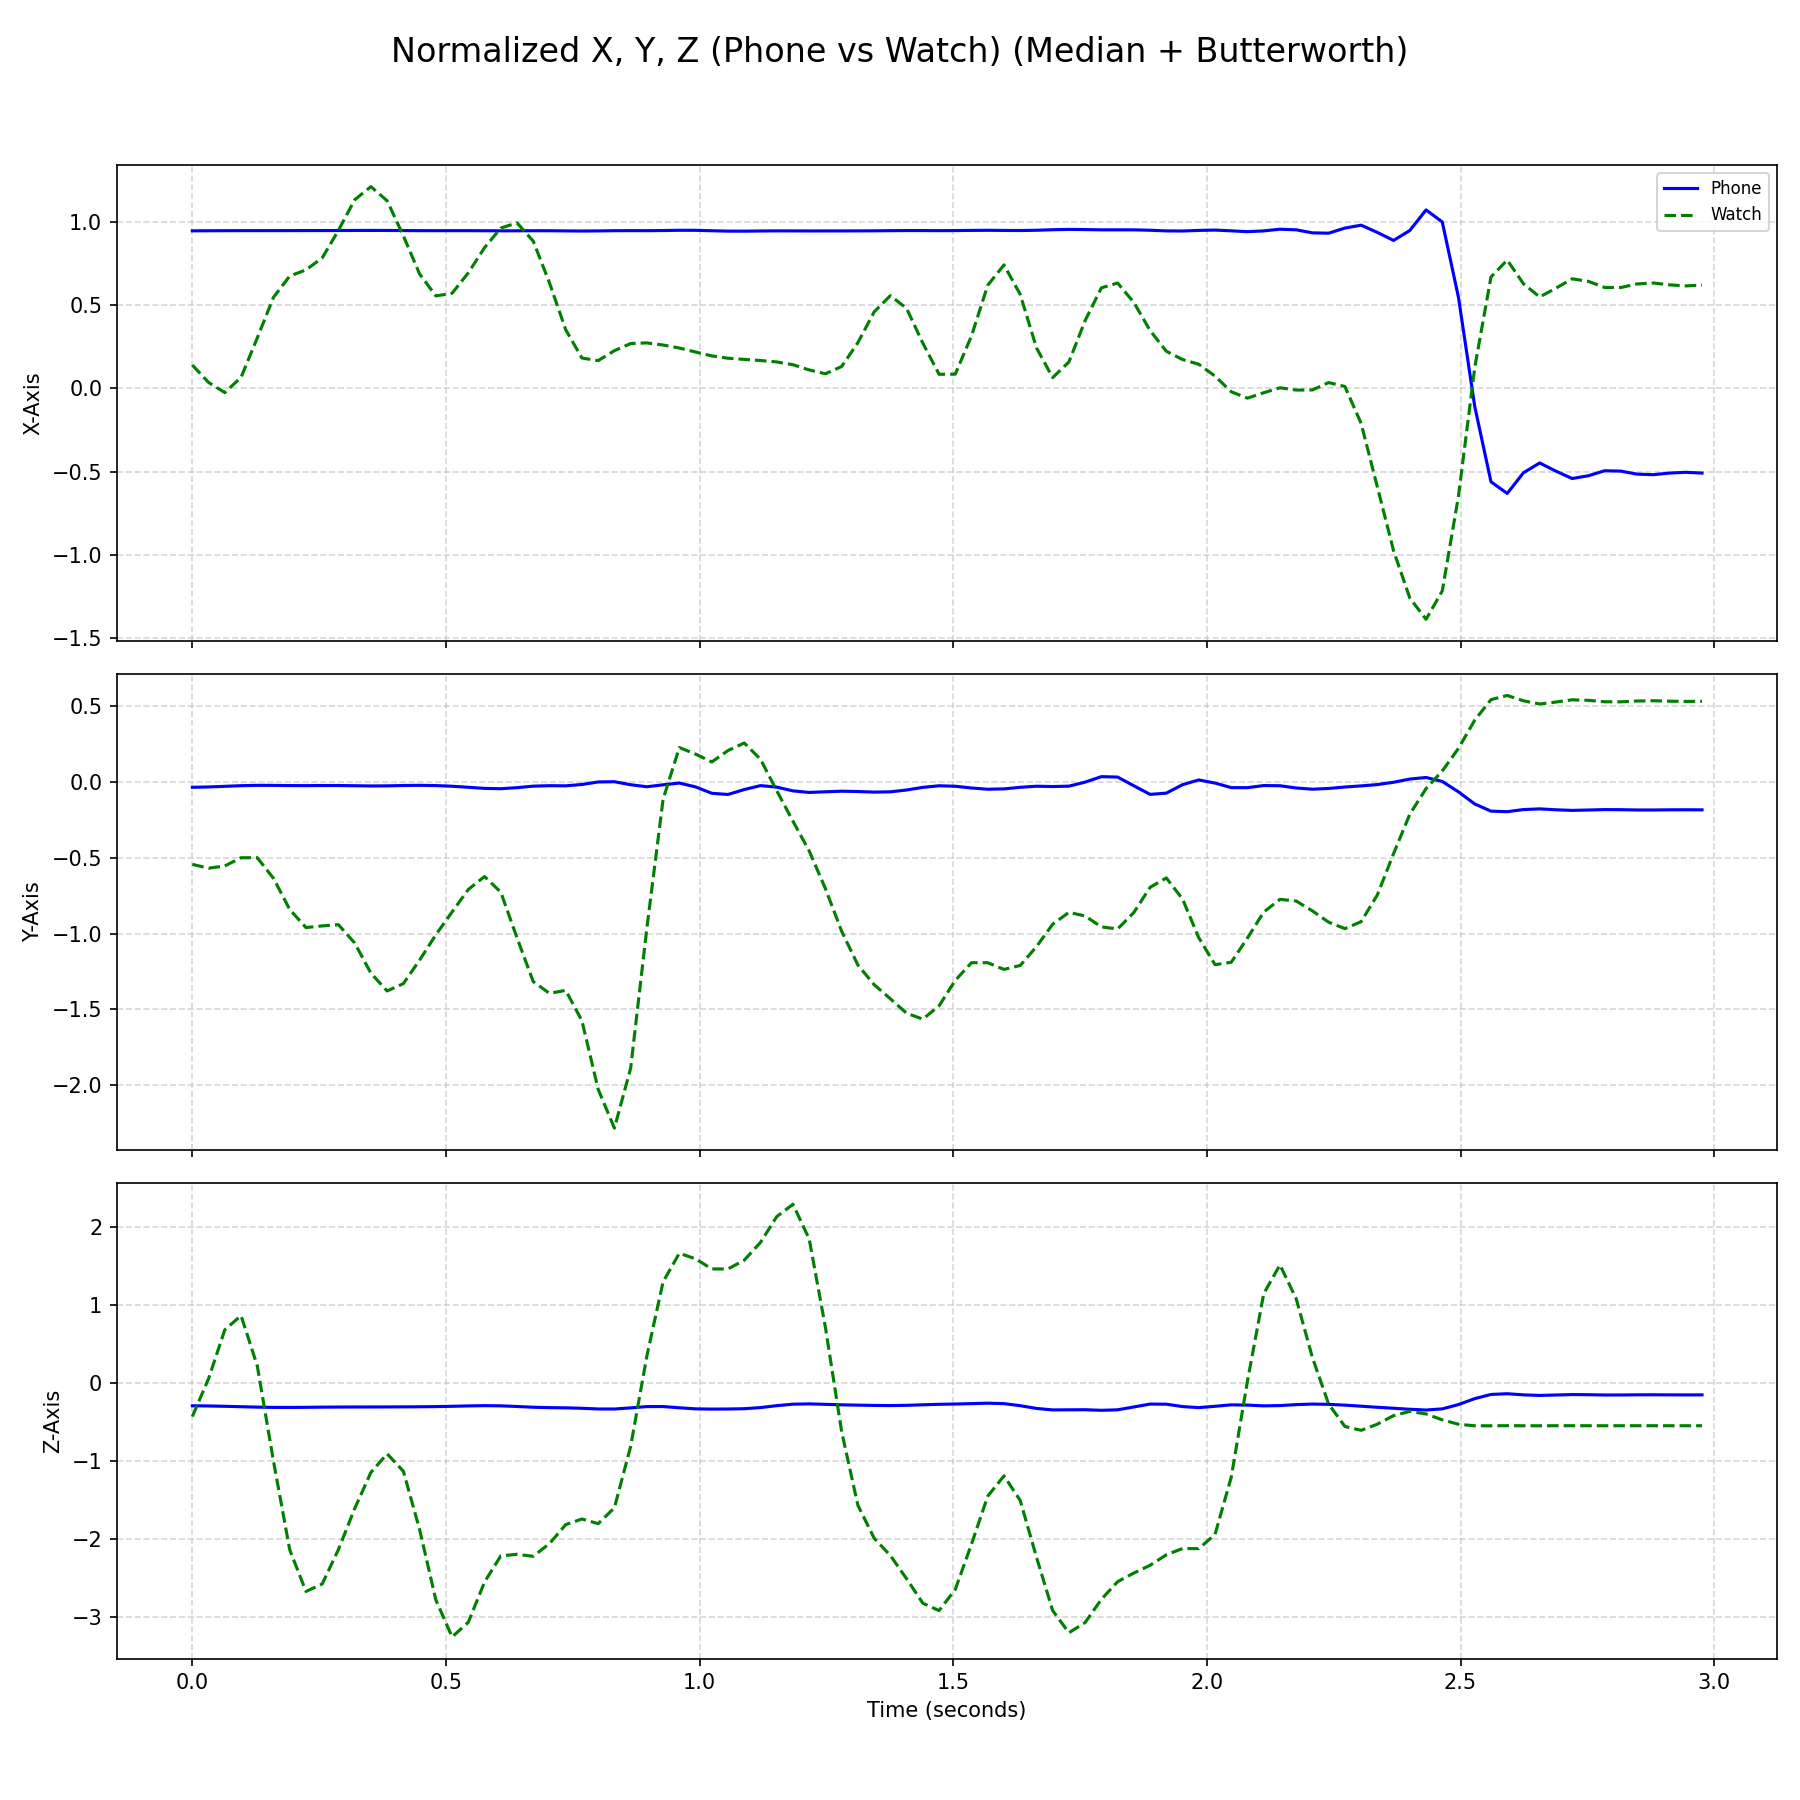 Normalized X, Y, Z (Phone vs Watch) (Median + Butterworth)
Phone
Watch
X-Axis
1.0
0.5
0.0
−0.5
−1.0
−1.5
Y-Axis
0.5
0.0
−0.5
−1.0
−1.5
−2.0
Z-Axis
2
1
0
−1
−2
−3
0.0 0.5 1.0 1.5 2.0 2.5 3.0
Time (seconds)